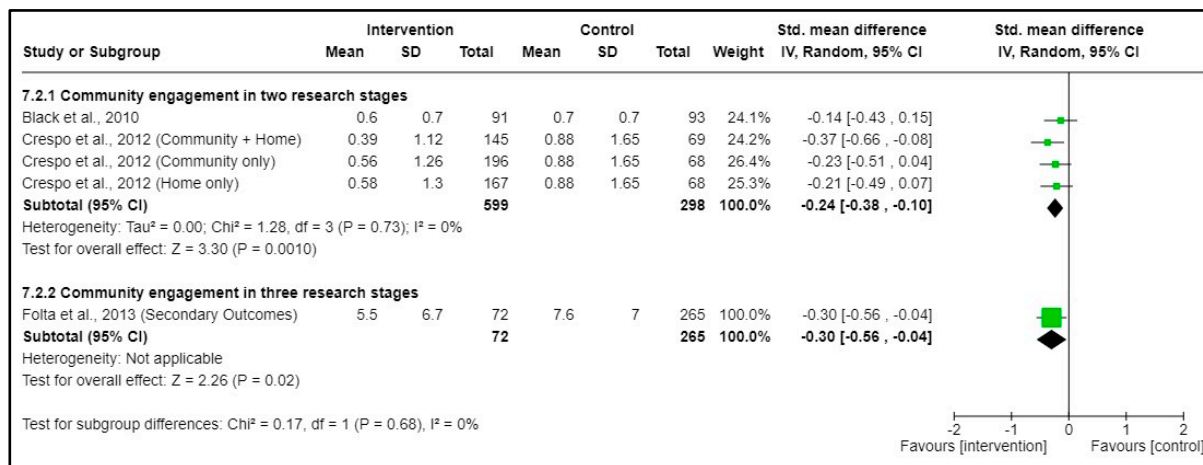 Intervention Control Std. mean difference Std. mean difference
Study or Subgroup Mean SD Total Mean SD Total Weight IV, Random, 95% CI IV, Random, 95% CI
7.2.1 Community engagement in two research stages
Black et al., 2010 0.6 0.7 91 0.7 0.7 93 24.1% -0.14 [-0.43 , 0.15]
Crespo et al., 2012 (Community + Home) 0.39 1.12 145 0.88 1.65 69 24.2% -0.37 [-0.66 , -0.08]
Crespo et al., 2012 (Community only) 0.56 1.26 196 0.88 1.65 68 26.4% -0.23 [-0.51 , 0.04]
Crespo et al., 2012 (Home only) 0.58 1.3 167 0.88 1.65 68 25.3% -0.21 [-0.49 , 0.07]
Subtotal (95% CI) 599 298 100.0% -0.24 [-0.38 , -0.10]
Heterogeneity: Tau² = 0.00; Chi² = 1.28, df = 3 (P = 0.73); I² = 0%
Test for overall effect: Z = 3.30 (P = 0.0010)
7.2.2 Community engagement in three research stages
Folta et al., 2013 (Secondary Outcomes) 5.5 6.7 72 7.6 7 265 100.0% -0.30 [-0.56 , -0.04]
Subtotal (95% CI) 72 265 100.0% -0.30 [-0.56 , -0.04]
Heterogeneity: Not applicable
Test for overall effect: Z = 2.26 (P = 0.02)
Test for subgroup differences: Chi² = 0.17, df = 1 (P = 0.68), I² = 0%
-2 -1 0 1 2
Favours [intervention] Favours [control]